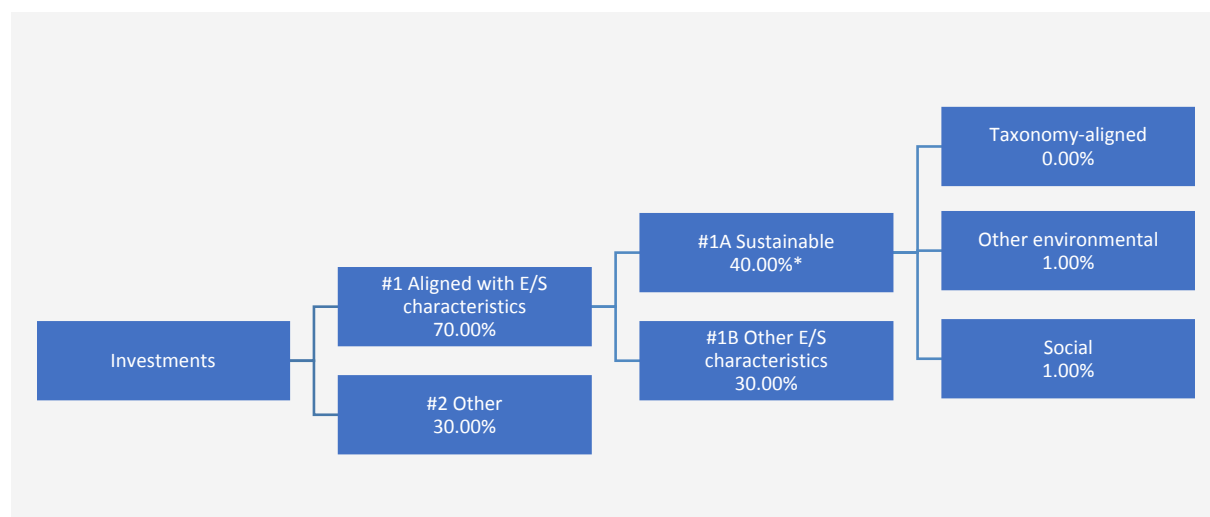 Investments
#1 Aligned with E/S
characteristics
70.00%
#2 Other
30.00%
#1A Sustainable
40.00%*
#1B Other E/S
characteristics
30.00%
Taxonomy-aligned
0.00%
Other environmental
1.00%
Social
1.00%